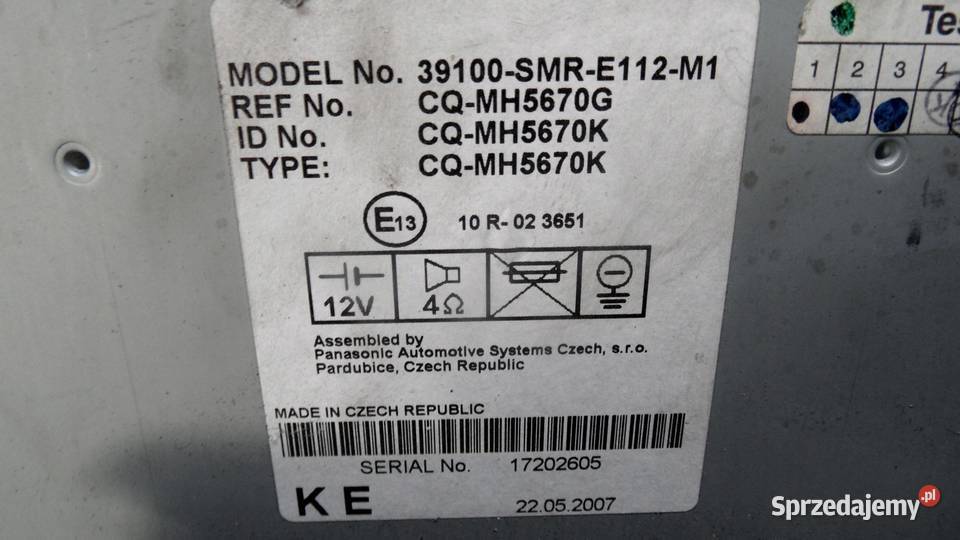 MODEL No. 39100-SMR-E112-M1
REF No. CQ-MH5670G
ID No. CQ-MH5670K
TYPE: CQ-MH5670K
E13 10 R- 02 3651
12V 4Ω
Assembled by
Panasonic Automotive Systems Czech, s.r.o.
Pardubice, Czech Republic
MADE IN CZECH REPUBLIC
SERIAL No. 17202605
K E 22.05.2007
1 2 3 4
Sprzedajemy.pl